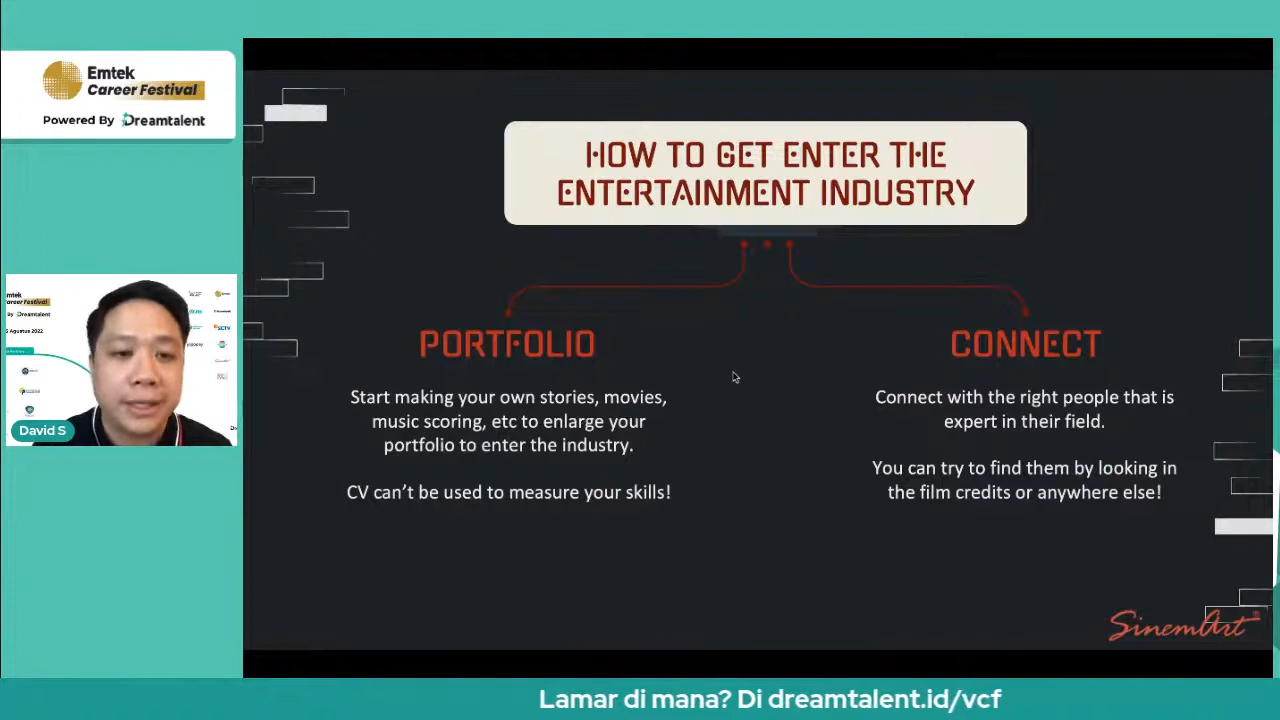 Emtek
Career Festival
Powered By Dreamtalent
HOW TO GET ENTER THE
ENTERTAINMENT INDUSTRY
PORTFOLIO
Start making your own stories, movies,
music scoring, etc to enlarge your
portfolio to enter the industry.
CV can't be used to measure your skills!
CONNECT
Connect with the right people that is
expert in their field.
You can try to find them by looking in
the film credits or anywhere else!
SinemArt
David S
Agustus 2022
SCTV
Lamar di mana? Di dreamtalent.id/vcf